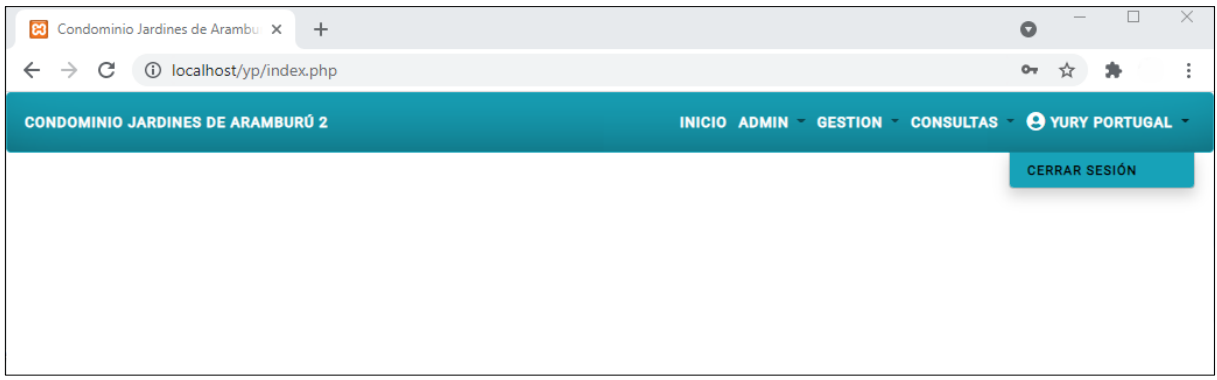 Condominio Jardines de Arambu
localhost/yp/index.php
CONDOMINIO JARDINES DE ARAMBURÚ 2 INICIO ADMIN GESTION CONSULTAS YURY PORTUGAL
CERRAR SESIÓN